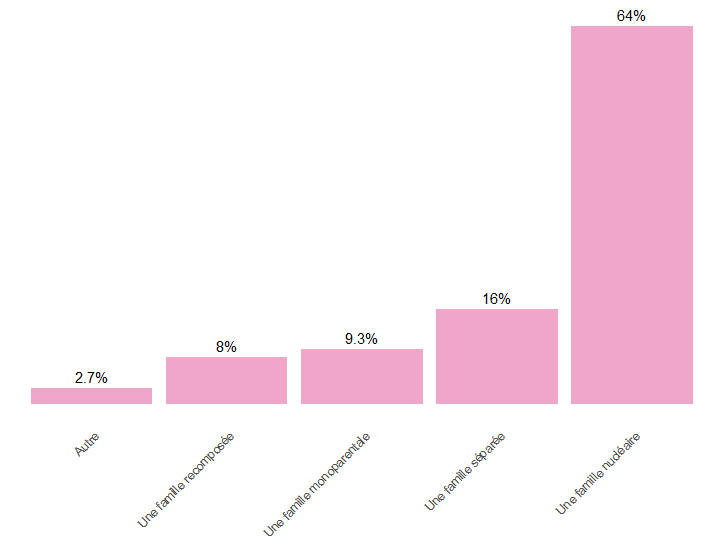 64%
16%
9.3%
8%
2.7%
Autre
Une famille recomposée
Une famille monoparentale
Une famille séparée
Une famille nucléaire